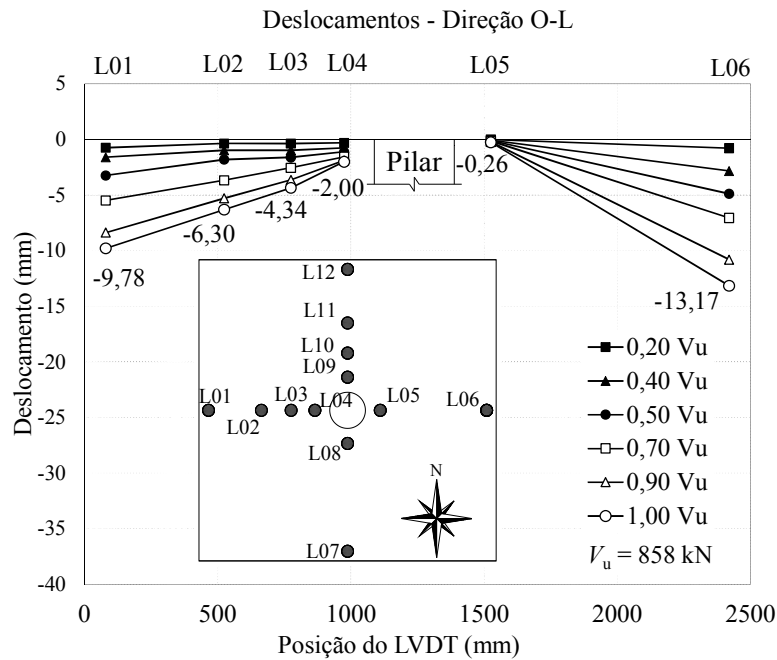 Deslocamentos - Direção O-L
L01 L02 L03 L04 L05 L06
5
0
-5
-10
-15
-20
-25
-30
-35
-40
Deslocamento (mm)
Pilar
-9,78
-6,30
-4,34
-2,00
-0,26
-13,17
L12
L11
L10
L09
L01
L02
L03
L04
L05
L06
L08
L07
N
0,20 Vu
0,40 Vu
0,50 Vu
0,70 Vu
0,90 Vu
1,00 Vu
Vu = 858 kN
0 500 1000 1500 2000 2500
Posição do LVDT (mm)